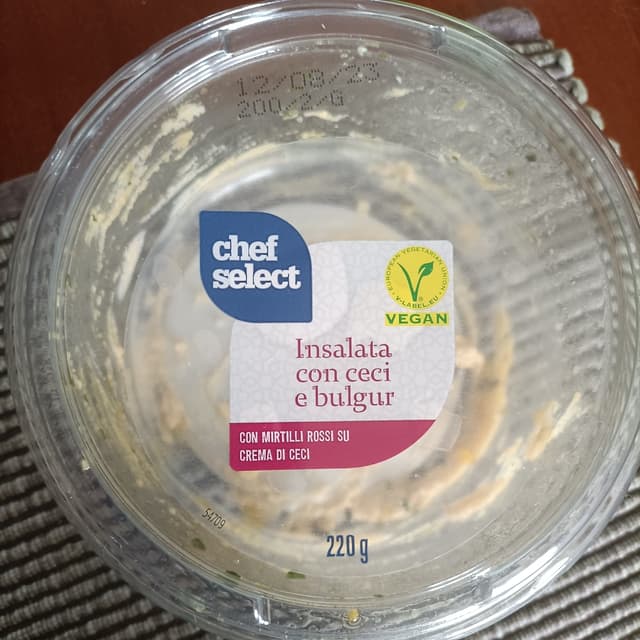 12/08/23
200/2/G
chef
select
EUROPEAN VEGETARIAN UNION
V-LABEL.EU
VEGAN
Insalata
con ceci
e bulgur
CON MIRTILLI ROSSI SU
CREMA DI CECI
54709
220 g